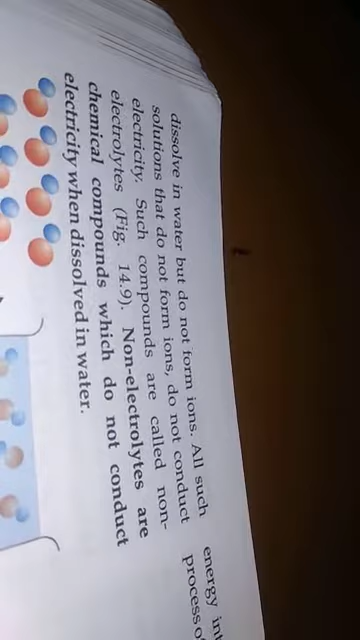 dissolve in water but do not form ions. All such
solutions that do not form ions, do not conduct
electricity. Such compounds are called non-
electrolytes (Fig. 14.9). Non-electrolytes are
chemical compounds which do not conduct
electricity when dissolved in water.
energy
process